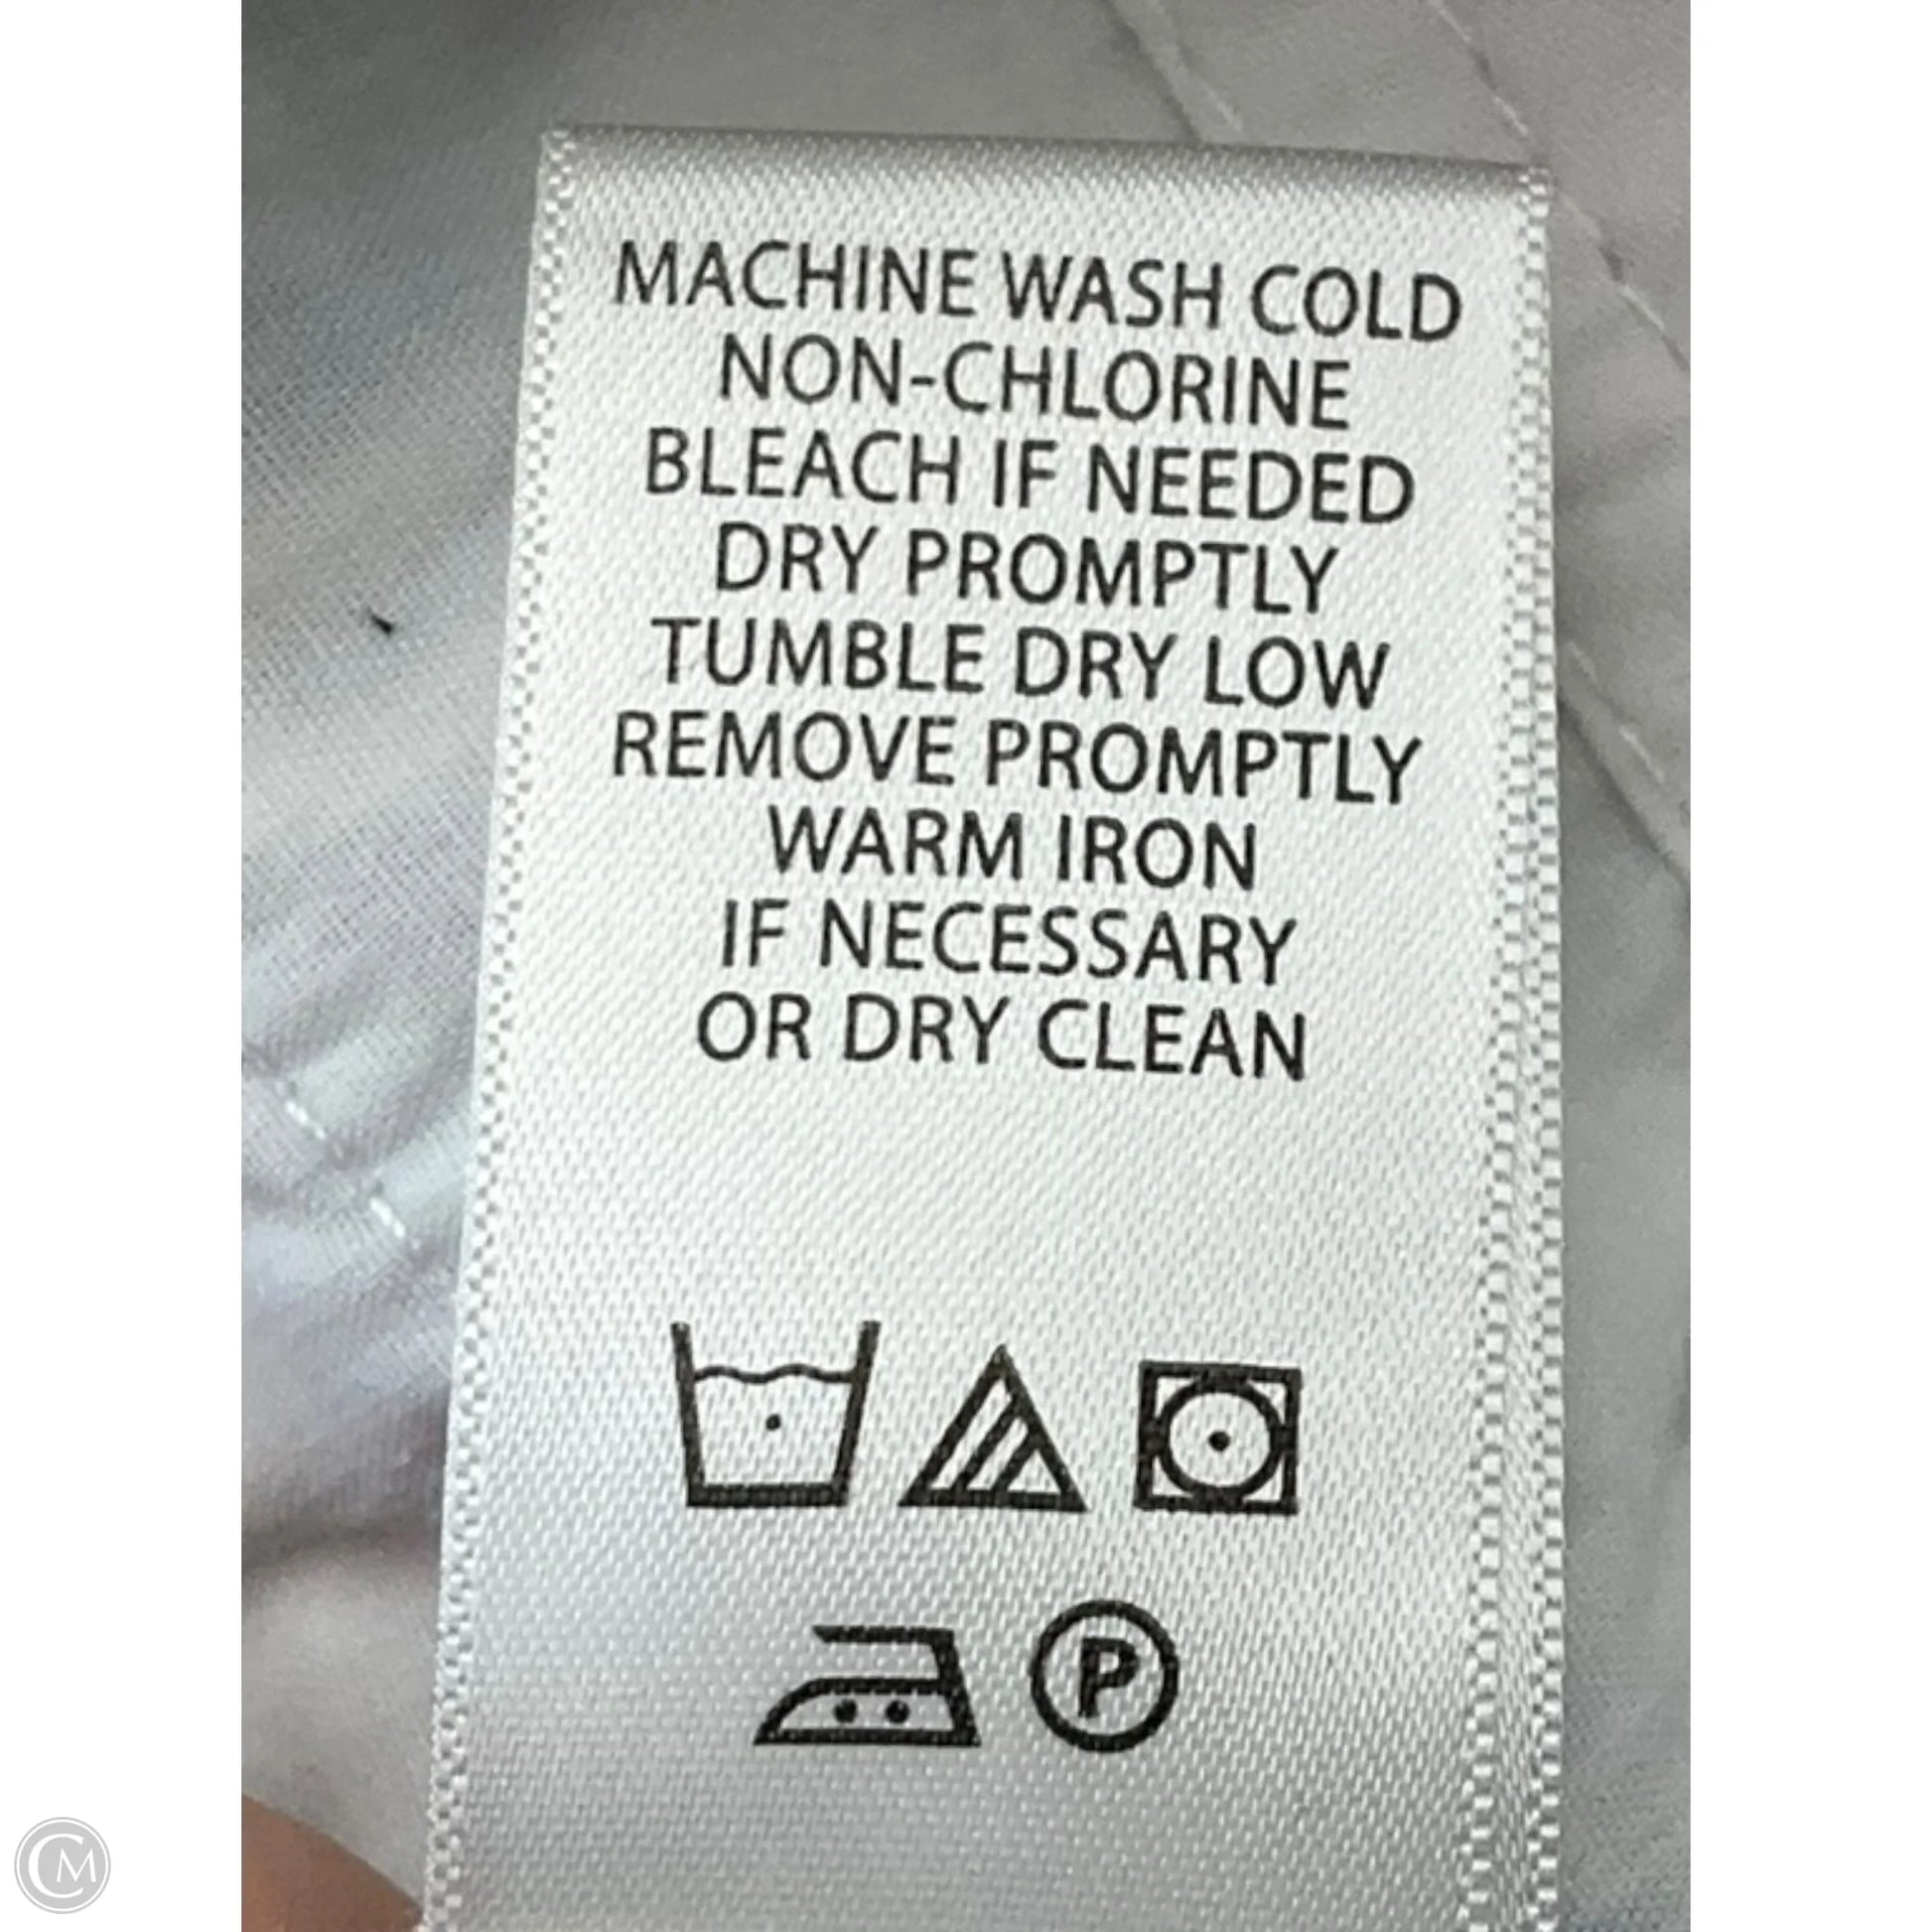 MACHINE WASH COLD
NON-CHLORINE
BLEACH IF NEEDED
DRY PROMPTLY
TUMBLE DRY LOW
REMOVE PROMPTLY
WARM IRON
IF NECESSARY
OR DRY CLEAN
P
CM